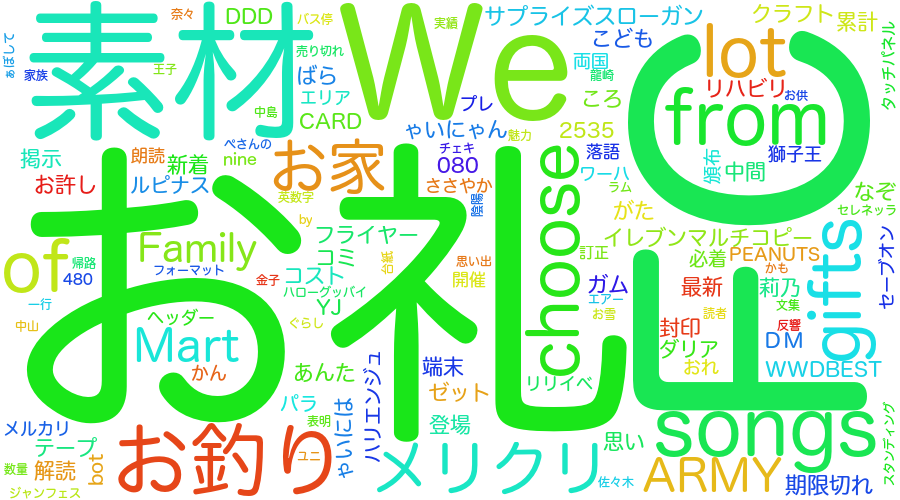 奈々
バス停
実績
サプライズスローガン
クラフト
累計
DDD
売り切れ
こども
ぁぽして
家族
王子
ばら
両国
lot
タッチパネル
素材
We
エリア
プレ
龍崎
リハビリ
お供
中島
CARD
ころ
from
掲示
朗読
新着
ぺさんの
nine
ゃいにゃん
チェキ
080
魅力
2535
落語
獅子王
お許し
ルピナス
お家
ささやか
陰陽
ワーハ
ラム
頒布
中間
なぞ
セレネッラ
英数字
by
choose
がた
of
Family
フライヤー
コミ
台紙
思い出
訂正
イレブンマルチコピー
必着
PEANUTS
かも
セーブオン
帰路
480
フォーマット
金子
コスト
ハローグッバイ
開催
ガム
エアー
お雪
最新
莉乃
文集
gifts
一行
中山
ヘッダー
YJ
ぐらし
お礼
封印
読者
反響
DM
Mart
かん
あんた
端末
ダリア
おれ
WWDBEST
ハリエンジュ
ゼット
リリイベ
パラ
表明
ゃいには
登場
メルカリ
テープ
お釣り
メリクリ
思い
songs
スタンディング
数量
解読
bot
ユニ
佐々木
ARMY
期限切れ
ジャンフェス